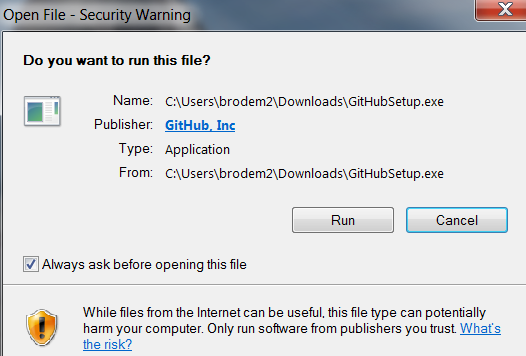 Open File - Security Warning
Do you want to run this file?
Name: C:\Users\brodem2\Downloads\GitHubSetup.exe
Publisher: GitHub, Inc
Type: Application
From: C:\Users\brodem2\Downloads\GitHubSetup.exe
Run Cancel
Always ask before opening this file
While files from the Internet can be useful, this file type can potentially
harm your computer. Only run software from publishers you trust. What's
the risk?